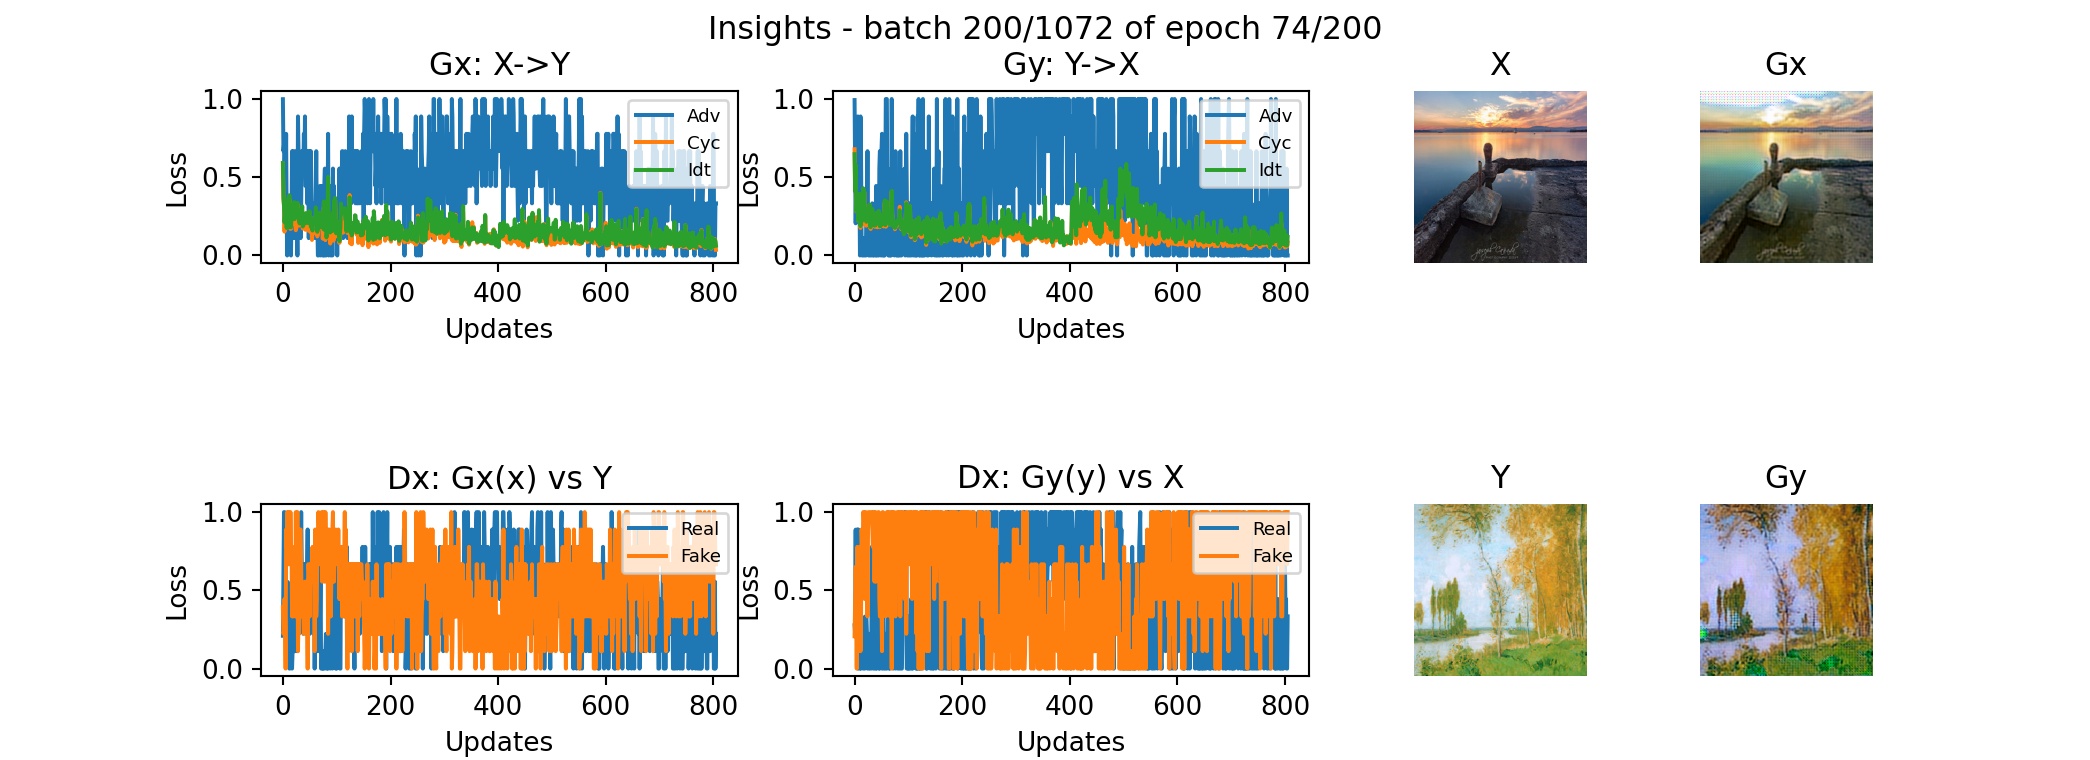 Insights - batch 200/1072 of epoch 74/200
Gx: X->Y
Gy: Y->X
X
Gx
Loss
1.0
0.5
0.0
Adv
Cyc
Idt
0
200
400
600
800
Updates
Loss
1.0
0.5
0.0
Adv
Cyc
Idt
0
200
400
600
800
Updates
Dx: Gx(x) vs Y
Dx: Gy(y) vs X
Y
Gy
Loss
1.0
0.5
0.0
Real
Fake
0
200
400
600
800
Updates
Loss
1.0
0.5
0.0
Real
Fake
0
200
400
600
800
Updates